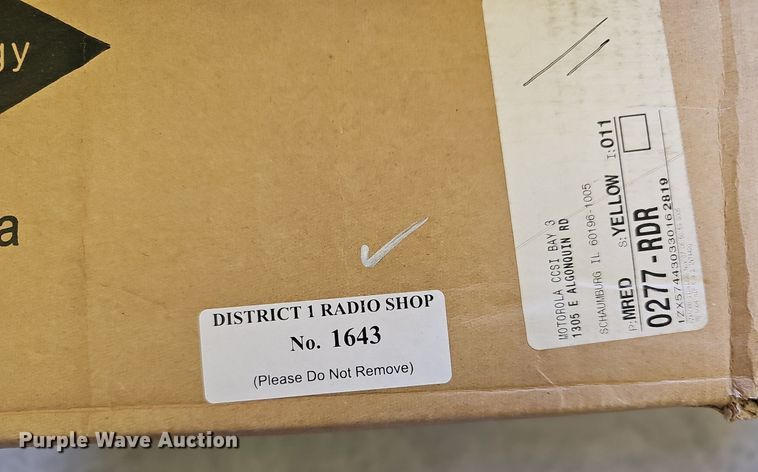 gy
a
DISTRICT 1 RADIO SHOP
No. 1643
(Please Do Not Remove)
MOTOROLA CCSI BAY 3
1305 E ALGONQUIN RD
SCHAUMBURG IL 60196-1005
P:MRED S:YELLOW I:011
0277-RDR
1ZX574430330162819
Purple Wave Auction